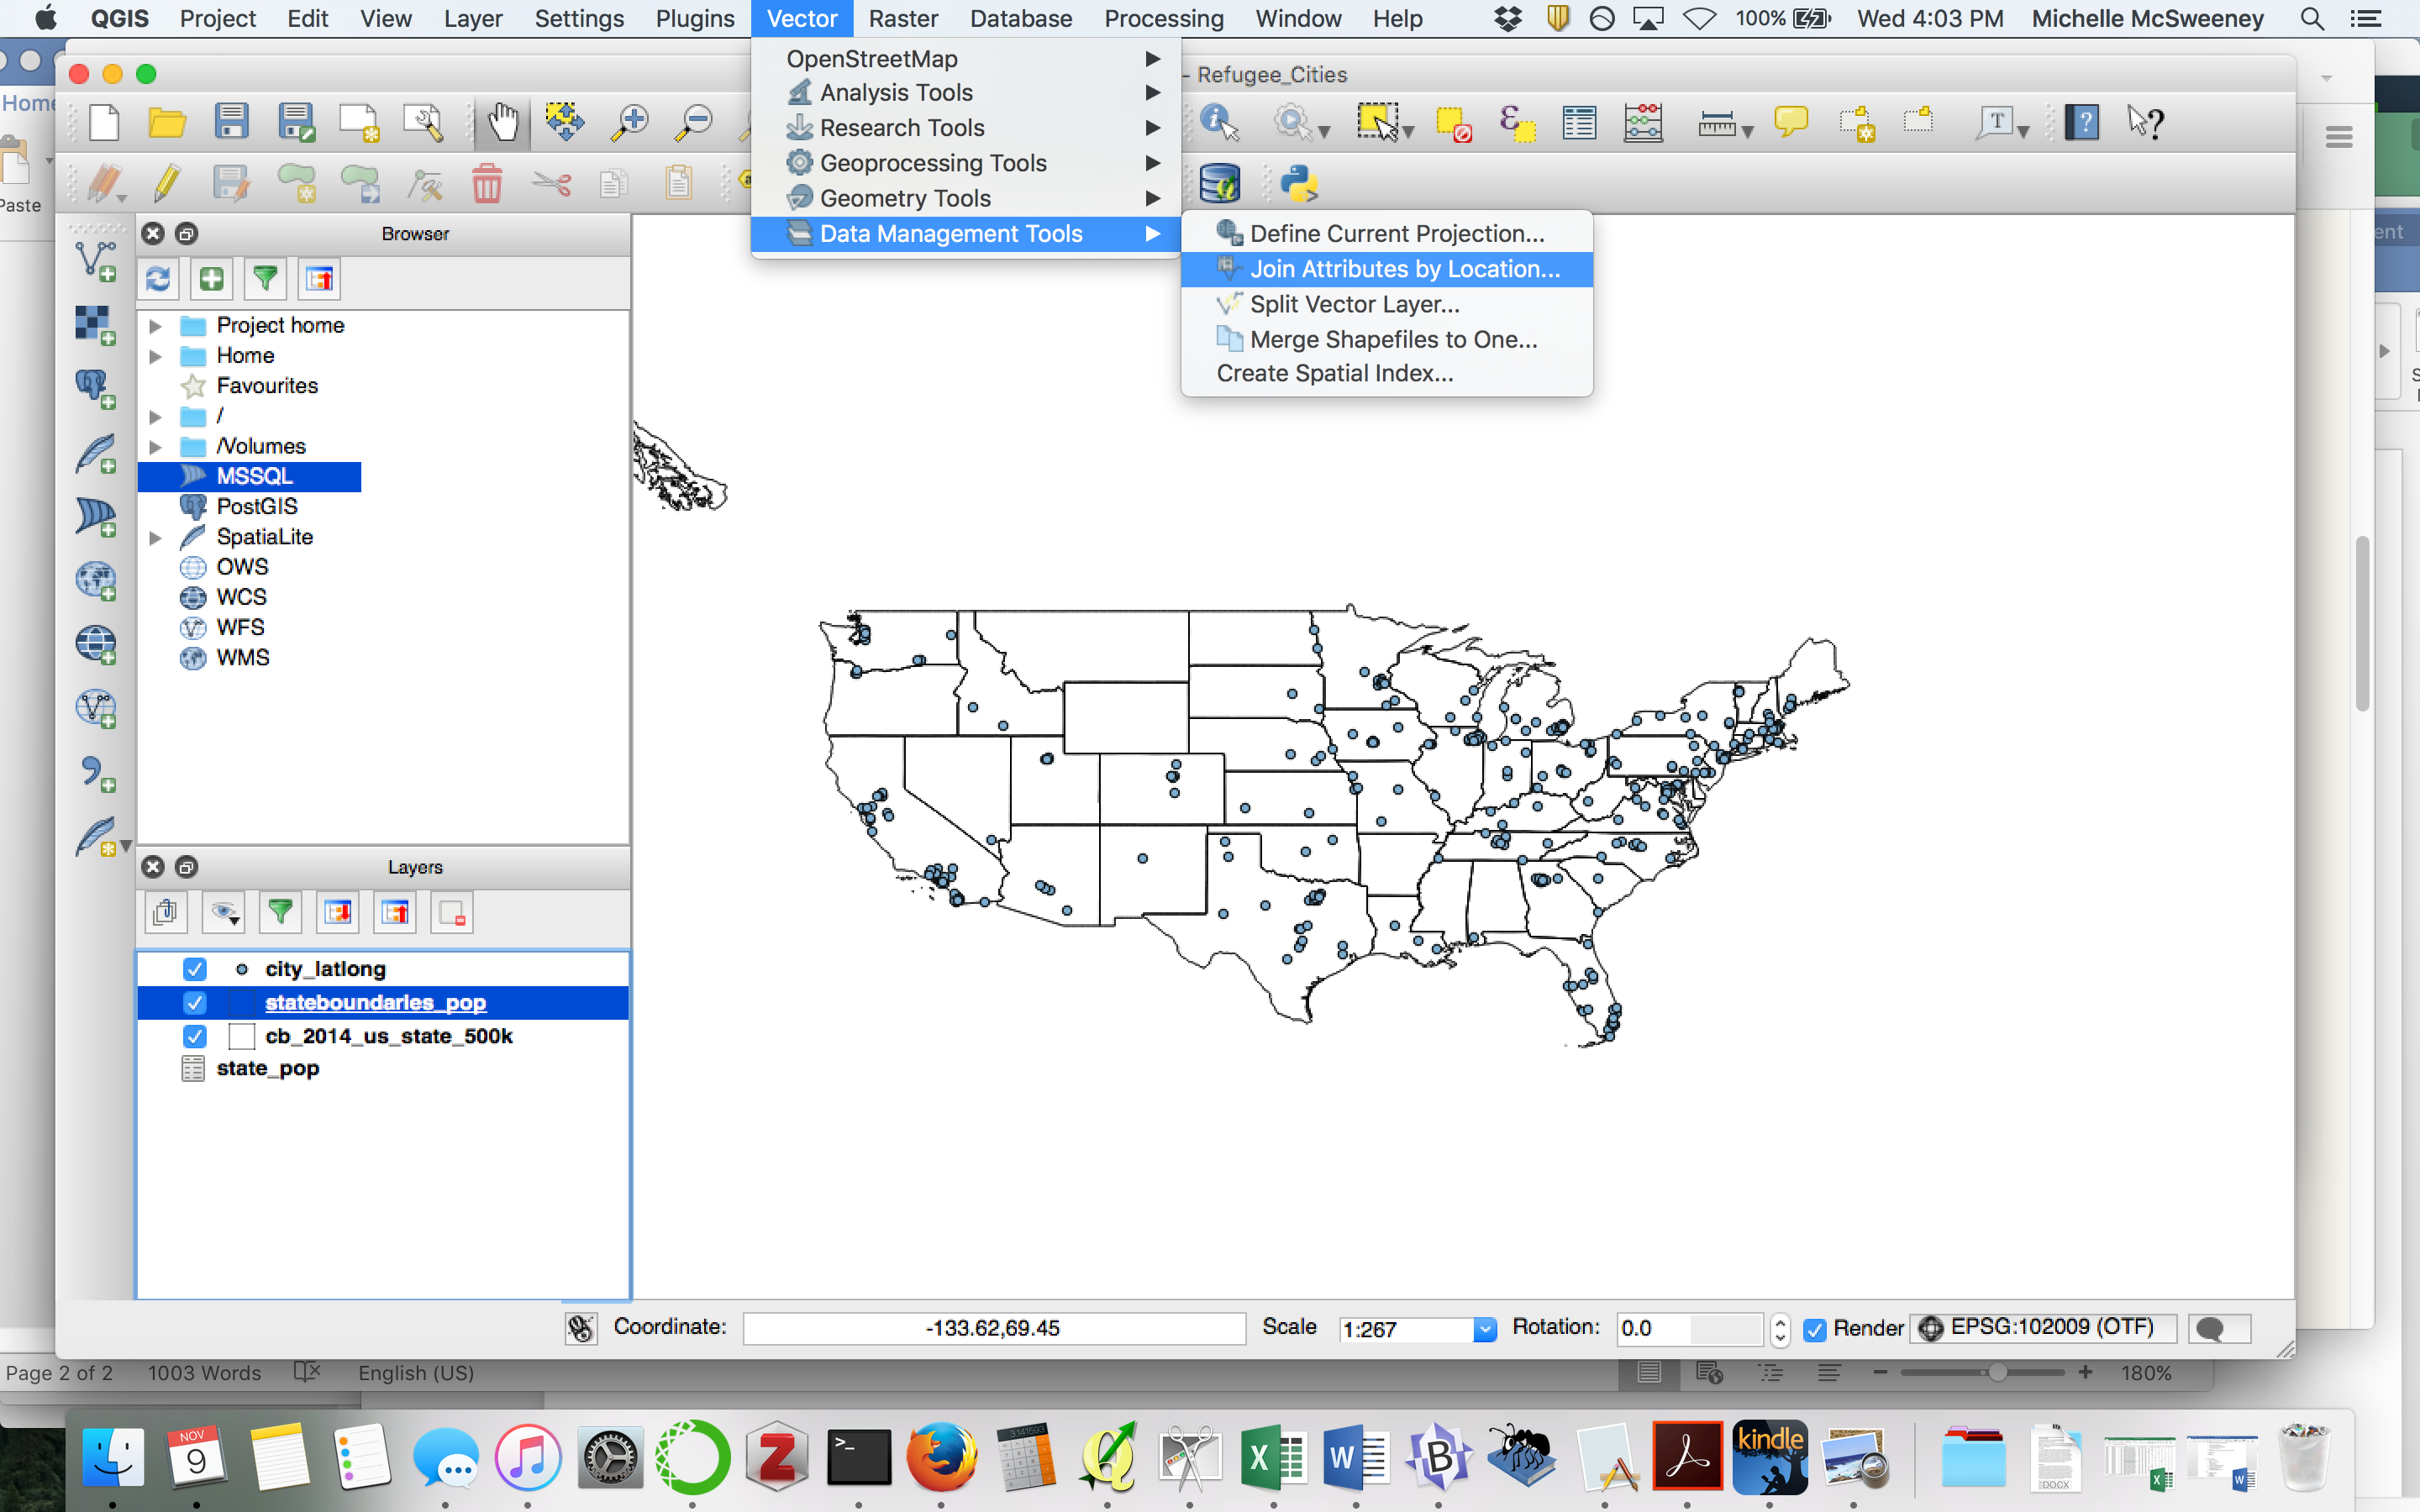 QGIS Project Edit View Layer Settings Plugins Vector Raster Database Processing Window Help 100% Wed 4:03 PM Michelle McSweeney
OpenStreetMap
Analysis Tools
Research Tools
Geoprocessing Tools
Geometry Tools
Data Management Tools
Define Current Projection...
Join Attributes by Location...
Split Vector Layer...
Merge Shapefiles to One...
Create Spatial Index...
- Refugee_Cities
Home
Paste
ent
Browser
Project home
Home
Favourites
/
/Volumes
MSSQL
PostGIS
SpatiaLite
OWS
WCS
WFS
WMS
Layers
city_latlong
stateboundaries_pop
cb_2014_us_state_500k
state_pop
Coordinate: -133.62,69.45 Scale 1:267 Rotation: 0.0 Render EPSG:102009 (OTF)
Page 2 of 2 1003 Words English (US) 180%
NOV
9
3.141593
kindle
DOCX